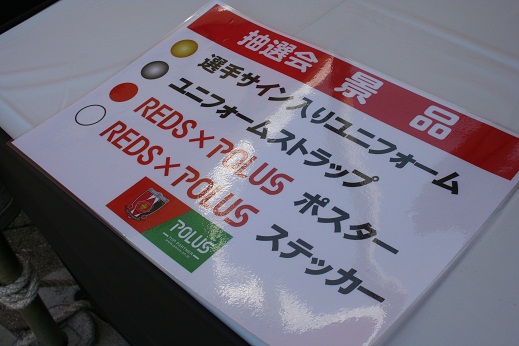 抽選会 景品
選手サイン入りユニフォーム
ユニフォームストラップ
REDS×POLUS ポスター
REDS×POLUS ステッカー
POLUS